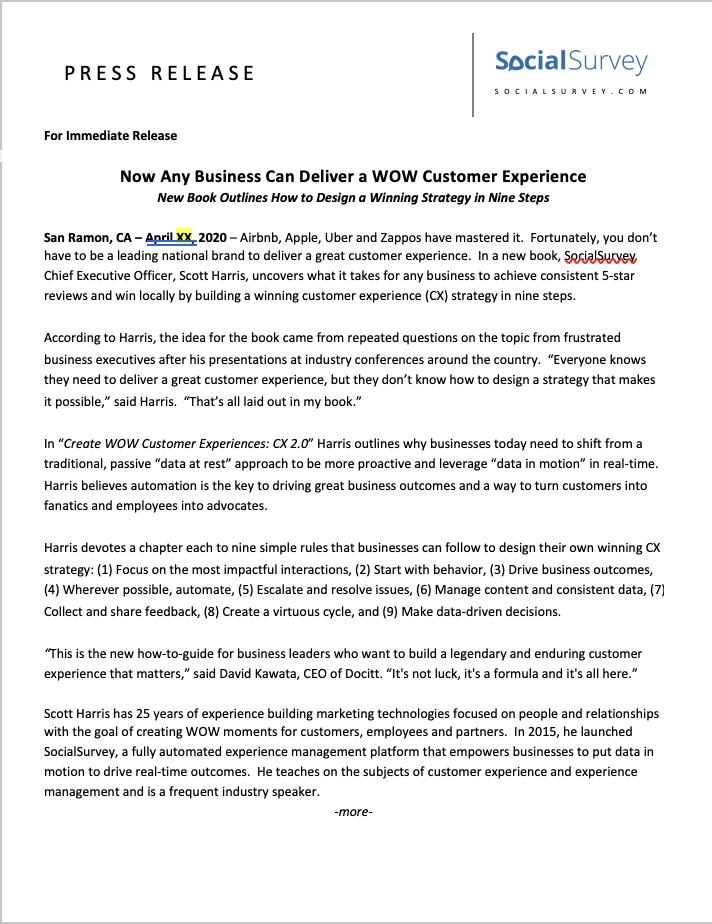 PRESS RELEASE
SocialSurvey
SOCIALSURVEY.COM
For Immediate Release
Now Any Business Can Deliver a WOW Customer Experience
New Book Outlines How to Design a Winning Strategy in Nine Steps
San Ramon, CA – April XX, 2020 – Airbnb, Apple, Uber and Zappos have mastered it.  Fortunately, you don’t
have to be a leading national brand to deliver a great customer experience.  In a new book, SocialSurvey
Chief Executive Officer, Scott Harris, uncovers what it takes for any business to achieve consistent 5-star
reviews and win locally by building a winning customer experience (CX) strategy in nine steps.
According to Harris, the idea for the book came from repeated questions on the topic from frustrated
business executives after his presentations at industry conferences around the country.  “Everyone knows
they need to deliver a great customer experience, but they don’t know how to design a strategy that makes
it possible,” said Harris.  “That’s all laid out in my book.”
In “Create WOW Customer Experiences: CX 2.0” Harris outlines why businesses today need to shift from a
traditional, passive “data at rest” approach to be more proactive and leverage “data in motion” in real-time.
Harris believes automation is the key to driving great business outcomes and a way to turn customers into
fanatics and employees into advocates.
Harris devotes a chapter each to nine simple rules that businesses can follow to design their own winning CX
strategy: (1) Focus on the most impactful interactions, (2) Start with behavior, (3) Drive business outcomes,
(4) Wherever possible, automate, (5) Escalate and resolve issues, (6) Manage content and consistent data, (7)
Collect and share feedback, (8) Create a virtuous cycle, and (9) Make data-driven decisions.
“This is the new how-to-guide for business leaders who want to build a legendary and enduring customer
experience that matters,” said David Kawata, CEO of Docitt. “It's not luck, it's a formula and it's all here.”
Scott Harris has 25 years of experience building marketing technologies focused on people and relationships
with the goal of creating WOW moments for customers, employees and partners.  In 2015, he launched
SocialSurvey, a fully automated experience management platform that empowers businesses to put data in
motion to drive real-time outcomes.  He teaches on the subjects of customer experience and experience
management and is a frequent industry speaker.
-more-